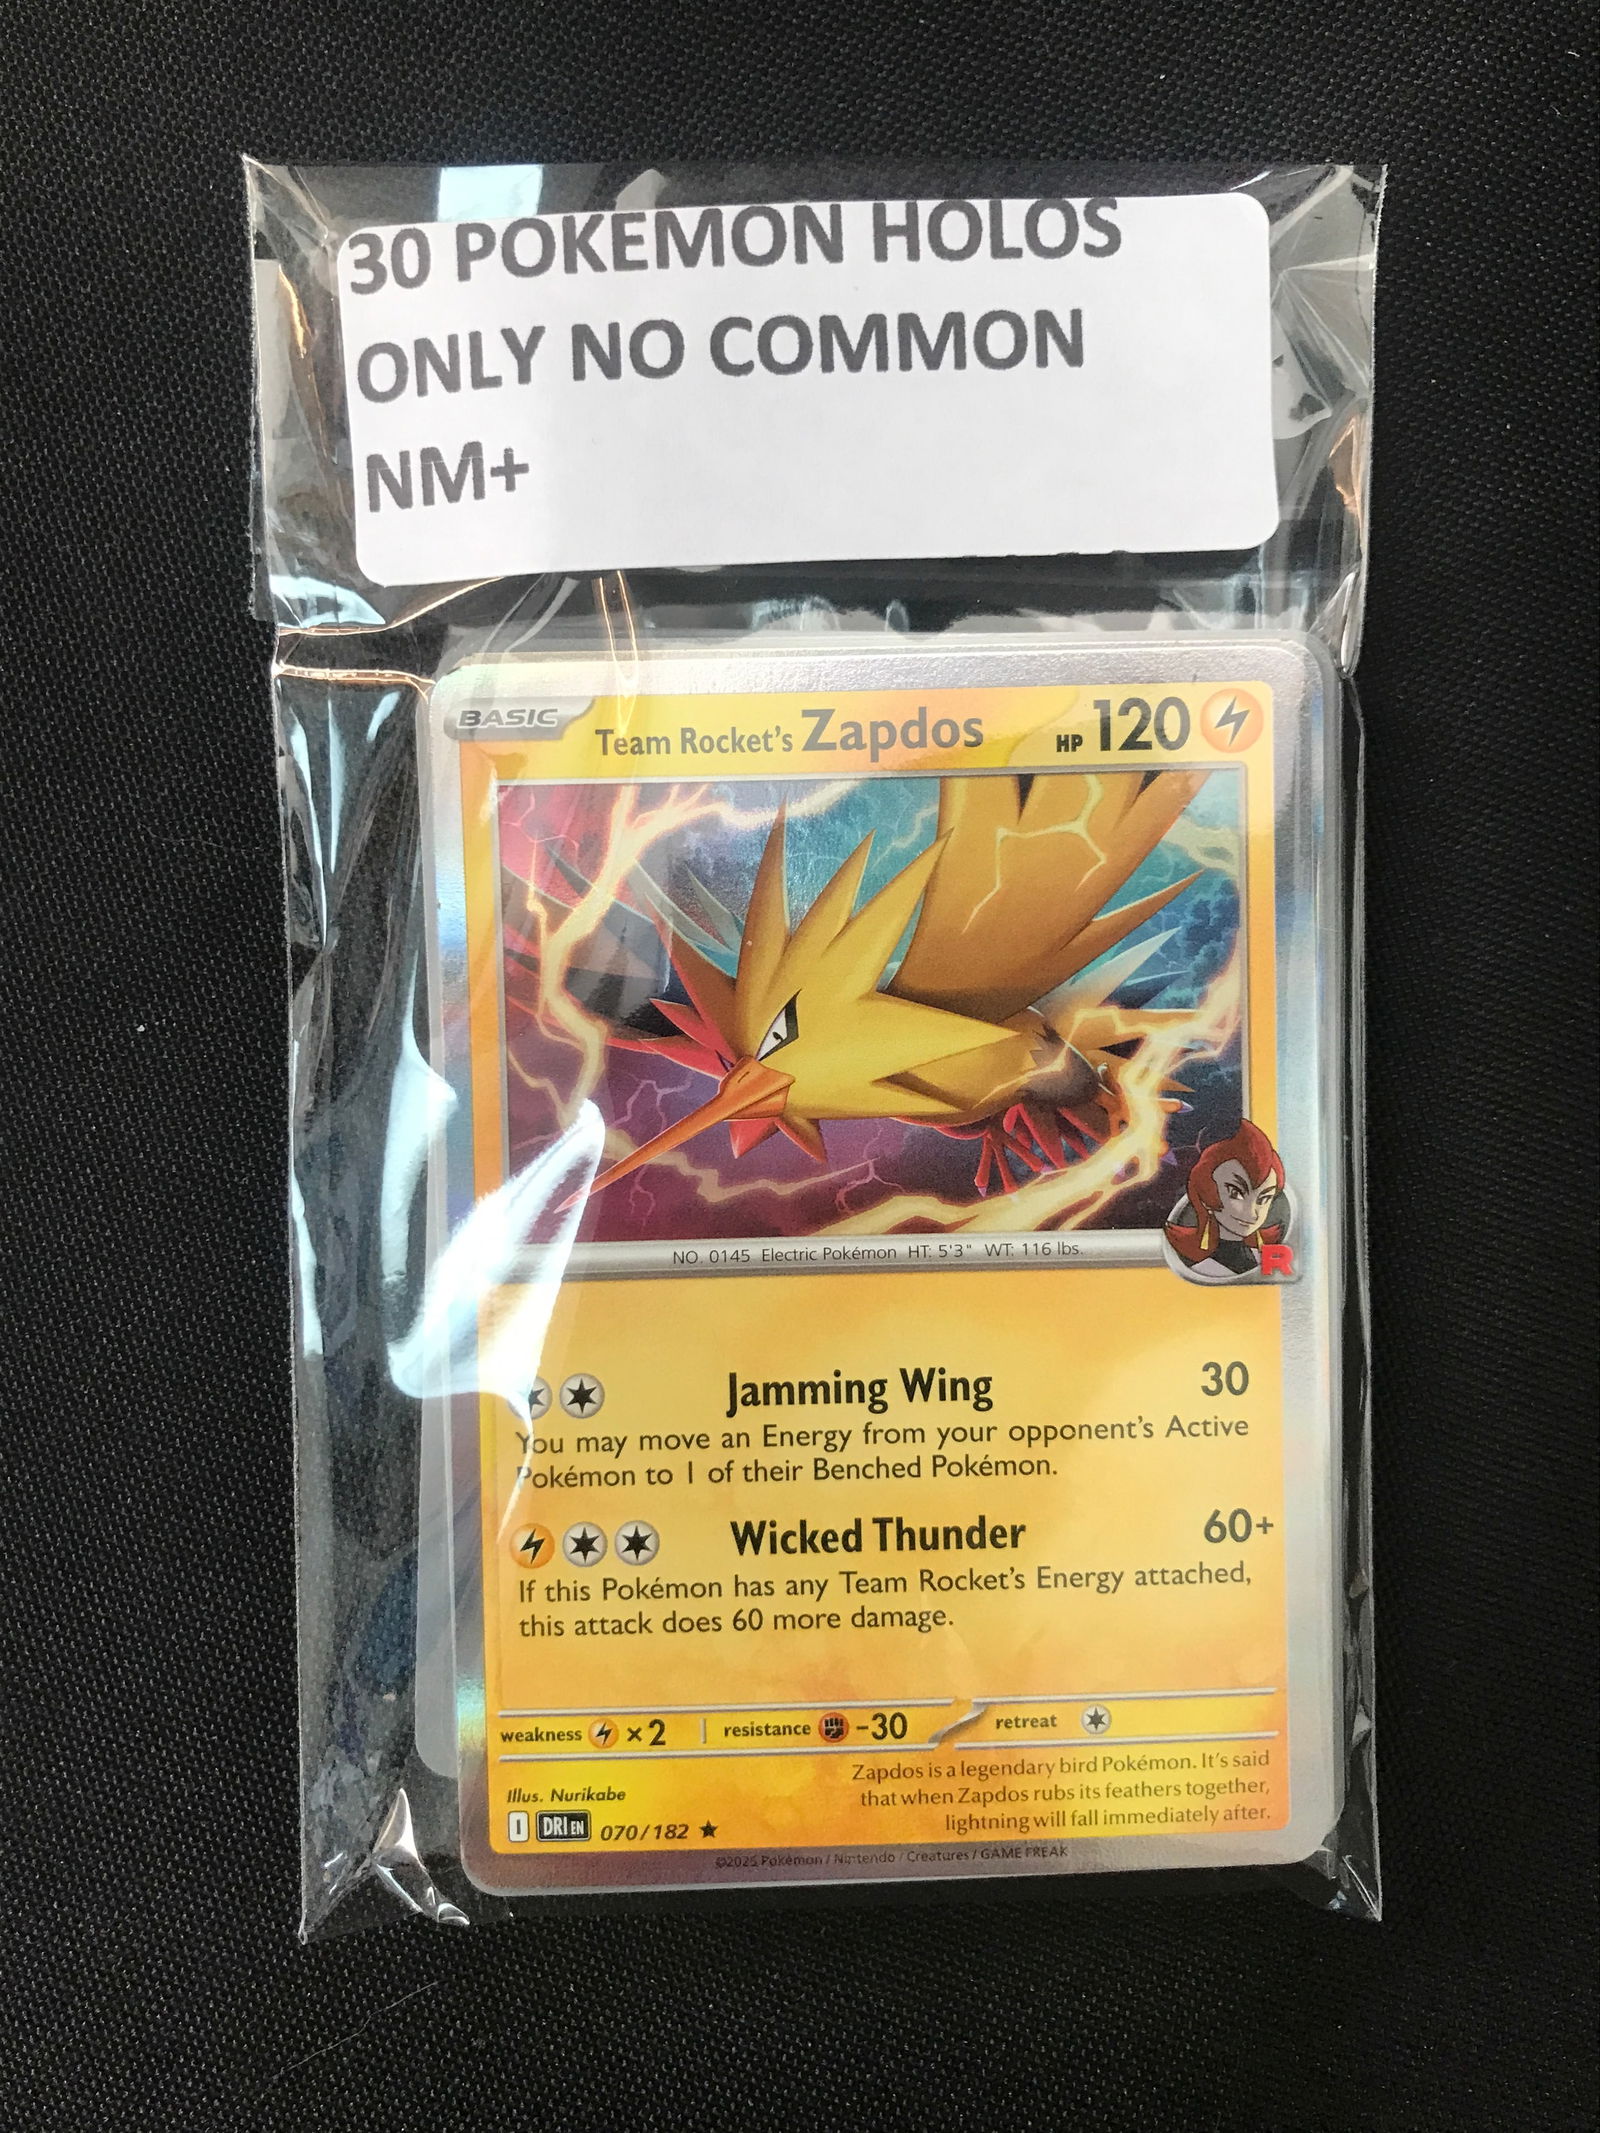 30 POKEMON HOLOS
ONLY NO COMMON
NM+
BASIC Team Rocket's Zapdos HP 120
NO. 0145 Electric Pokémon HT: 5'3" WT: 116 lbs.
R
Jamming Wing 30
You may move an Energy from your opponent's Active
Pokémon to 1 of their Benched Pokémon.
Wicked Thunder 60+
If this Pokémon has any Team Rocket's Energy attached,
this attack does 60 more damage.
weakness ×2 resistance -30 retreat
Zapdos is a legendary bird Pokémon. It's said
that when Zapdos rubs its feathers together,
lightning will fall immediately after.
Illus. Nurikabe
I DRI EN 070/182 ★
©2025 Pokémon / Nintendo / Creatures / GAME FREAK